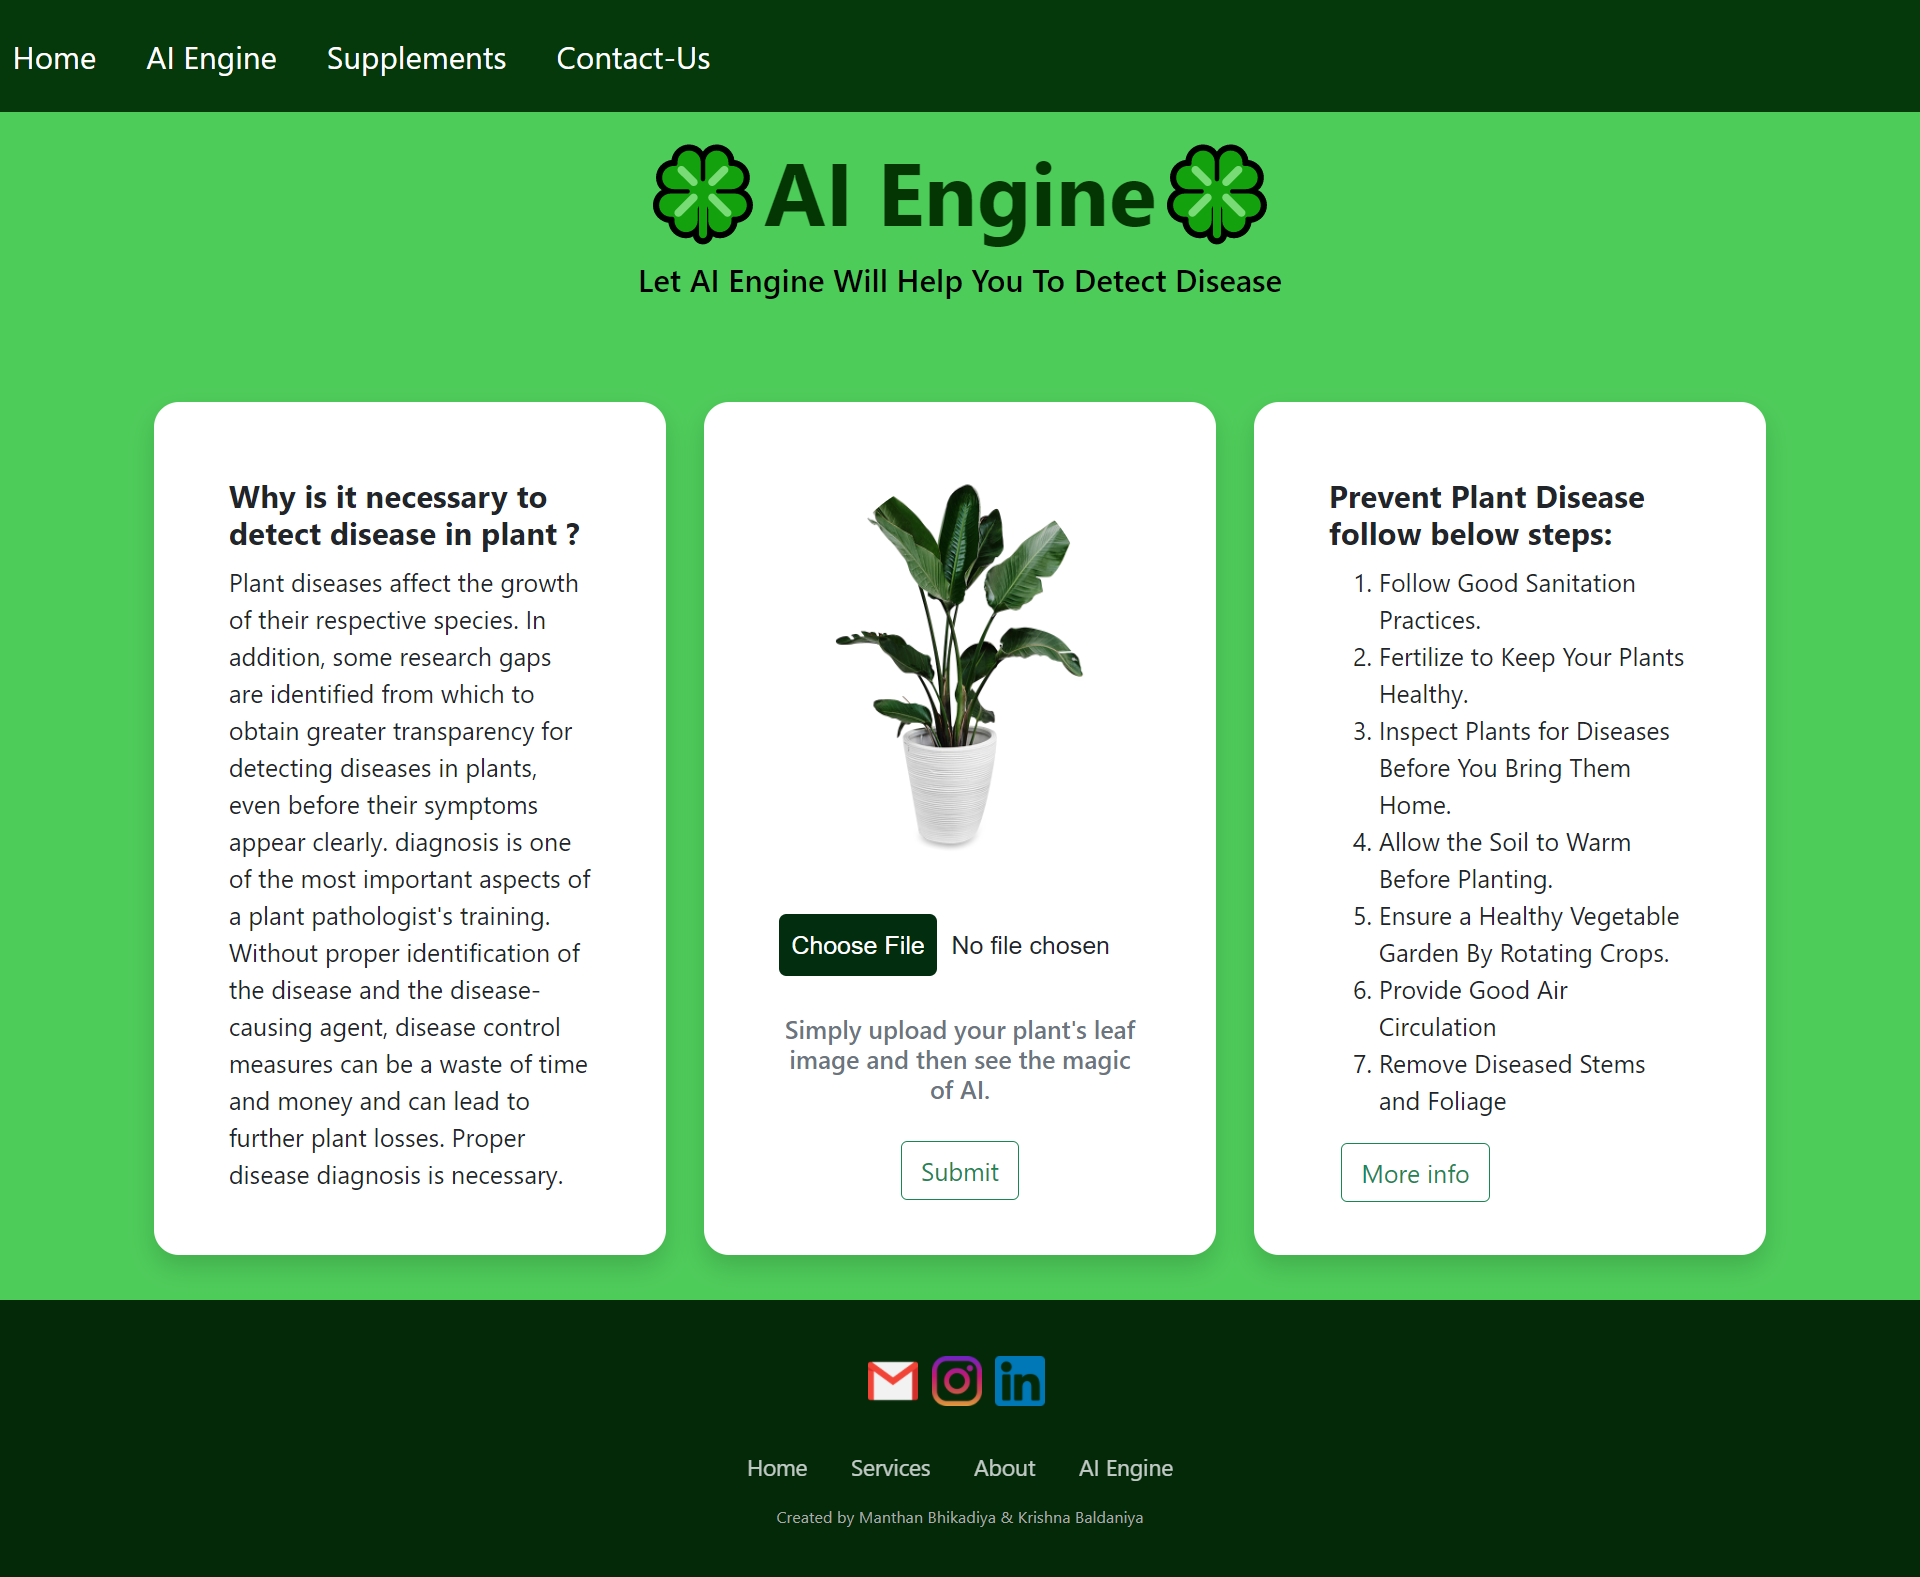 Home AI Engine Supplements Contact-Us
AI Engine
Let AI Engine Will Help You To Detect Disease
Why is it necessary to
detect disease in plant ?
Plant diseases affect the growth
of their respective species. In
addition, some research gaps
are identified from which to
obtain greater transparency for
detecting diseases in plants,
even before their symptoms
appear clearly. diagnosis is one
of the most important aspects of
a plant pathologist's training.
Without proper identification of
the disease and the disease-
causing agent, disease control
measures can be a waste of time
and money and can lead to
further plant losses. Proper
disease diagnosis is necessary.
Choose File No file chosen
Simply upload your plant's leaf
image and then see the magic
of AI.
Submit
Prevent Plant Disease
follow below steps:
1. Follow Good Sanitation
Practices.
2. Fertilize to Keep Your Plants
Healthy.
3. Inspect Plants for Diseases
Before You Bring Them
Home.
4. Allow the Soil to Warm
Before Planting.
5. Ensure a Healthy Vegetable
Garden By Rotating Crops.
6. Provide Good Air
Circulation
7. Remove Diseased Stems
and Foliage
More info
in
Home Services About AI Engine
Created by Manthan Bhikadiya & Krishna Baldaniya